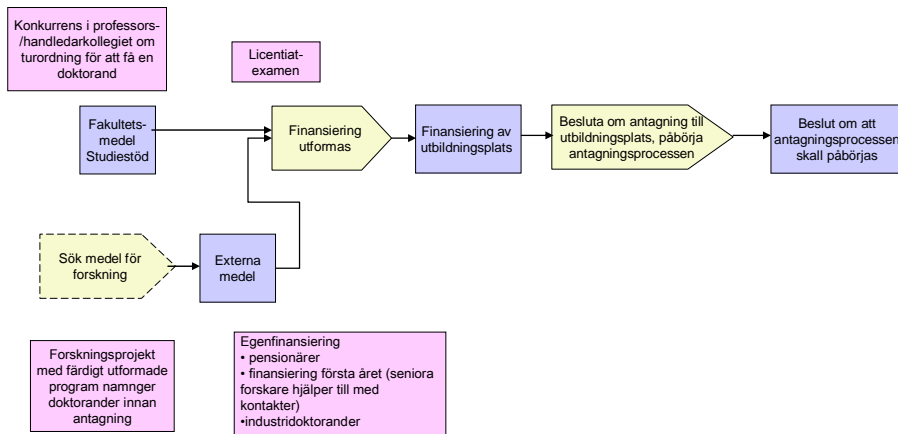 Konkurrens i professors-
/handledarkollegiet om
turordning för att få en
doktorand
Licentiat-
examen
Fakultets-
medel
Studiestöd
Finansiering
utformas
Finansiering av
utbildningsplats
Besluta om antagning till
utbildningsplats, påbörja
antagningsprocessen
Beslut om att
antagningsprocessen
skall påbörjas
Sök medel för
forskning
Externa
medel
Forskningsprojekt
med färdigt utformade
program namnger
doktorander innan
antagning
Egenfinansiering
• pensionärer
• finansiering första året (seniora
forskare hjälper till med
kontakter)
•industridoktorander